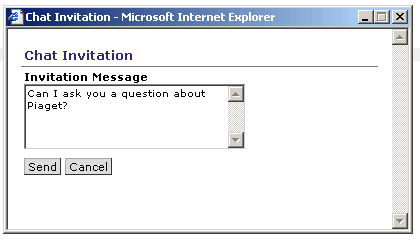 Chat Invitation - Microsoft Internet Explorer
Chat Invitation
Invitation Message
Can I ask you a question about
Piaget?
Send Cancel